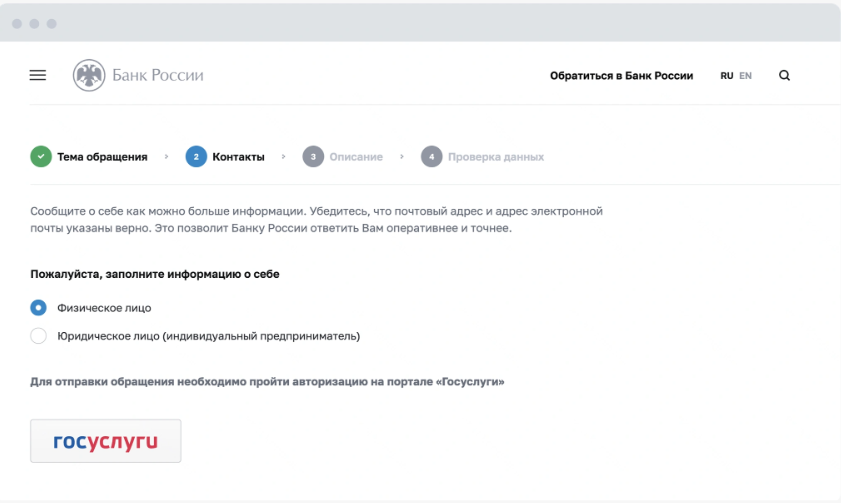 Банк России
Обратиться в Банк России
RU EN
Тема обращения
2 Контакты
3 Описание
4 Проверка данных
Сообщите о себе как можно больше информации. Убедитесь, что почтовый адрес и адрес электронной
почты указаны верно. Это позволит Банку России ответить Вам оперативнее и точнее.
Пожалуйста, заполните информацию о себе
Физическое лицо
Юридическое лицо (индивидуальный предприниматель)
Для отправки обращения необходимо пройти авторизацию на портале «Госуслуги»
госуслуги